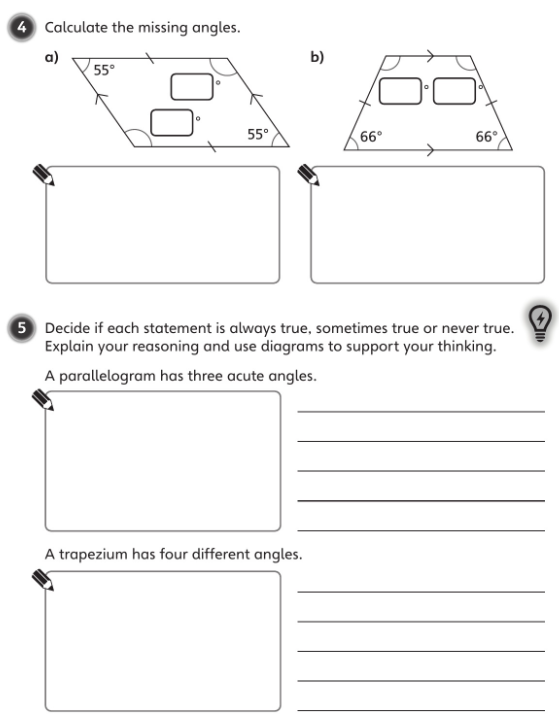 4 Calculate the missing angles.
a) b)
55° ° ° ° °
° 55° 66° 66°
5 Decide if each statement is always true, sometimes true or never true.
Explain your reasoning and use diagrams to support your thinking.
A parallelogram has three acute angles.
A trapezium has four different angles.